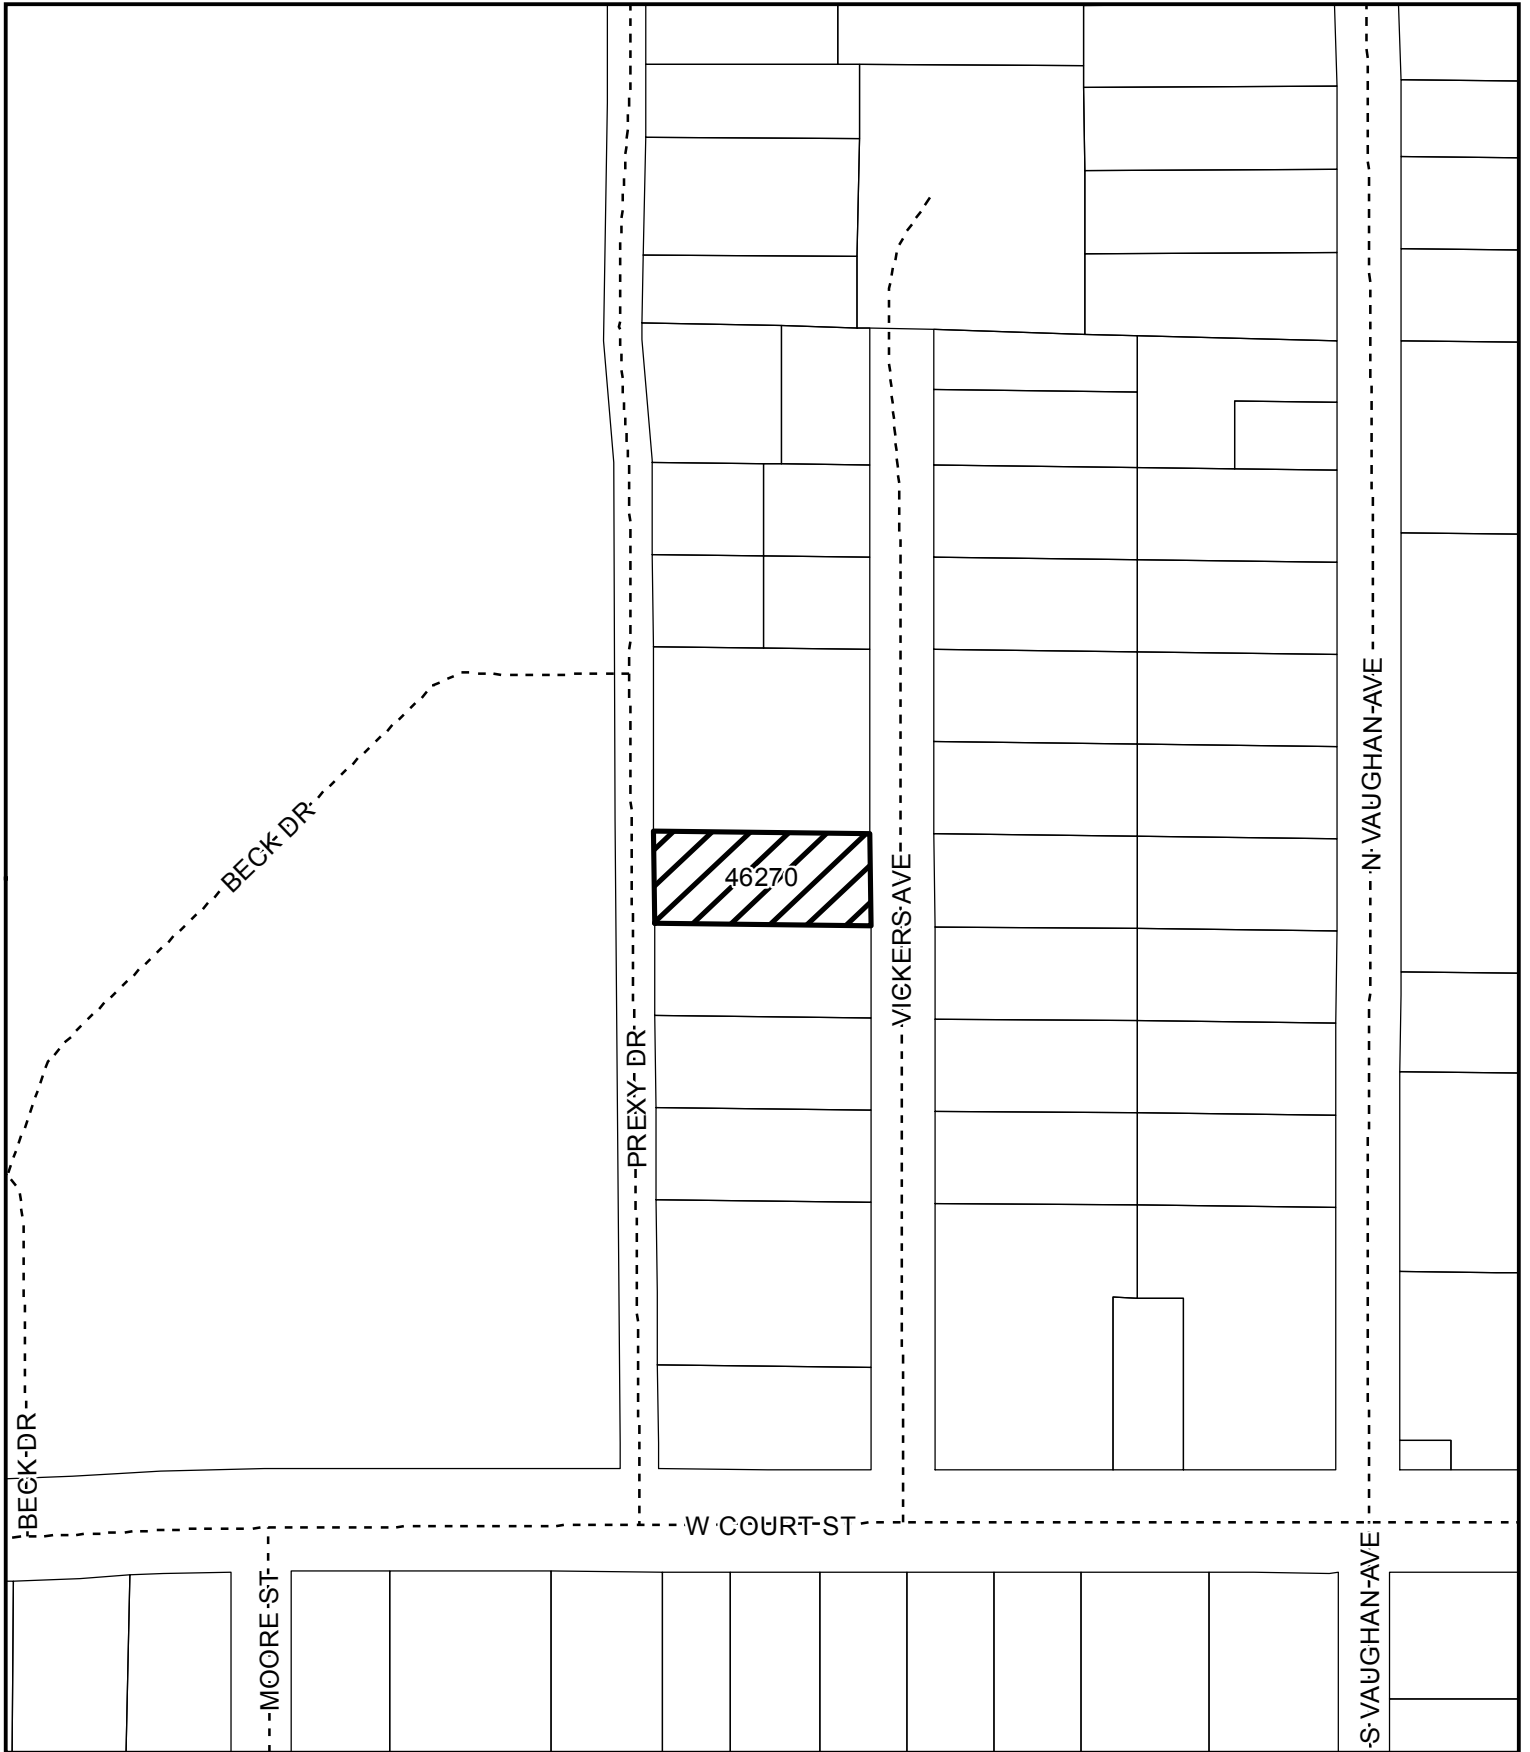 N VAUGHAN AVE
BECK DR
46270
VICKERS AVE
PREXY DR
BECK DR
W COURT ST
MOORE ST
S VAUGHAN AVE